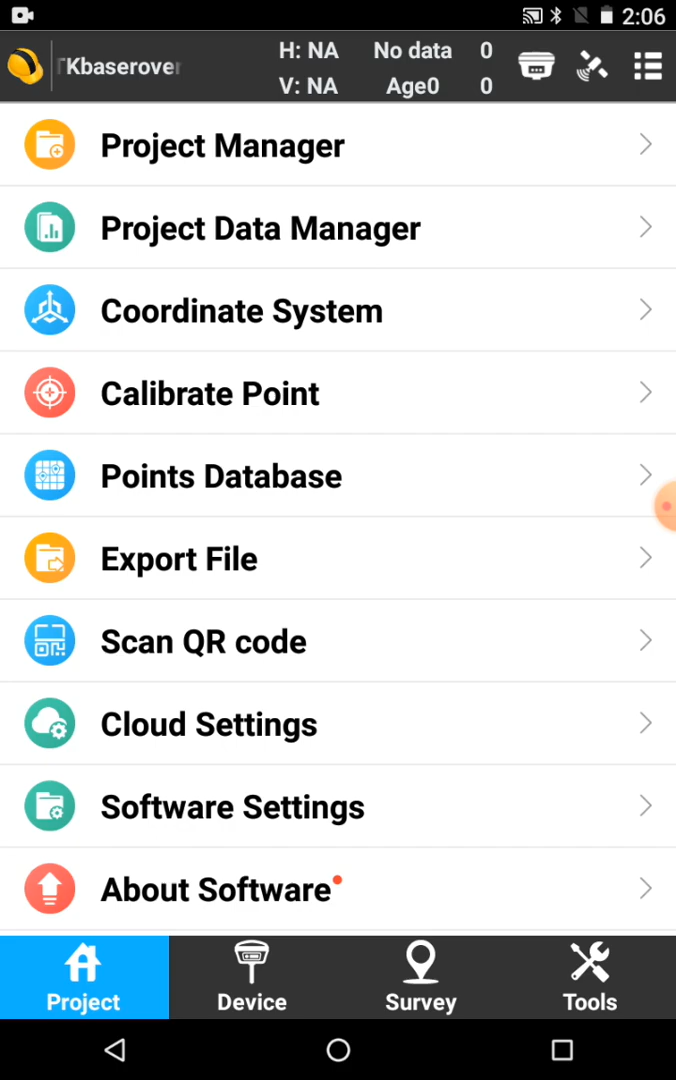 2:06
Kbaserover
H: NA No data 0
V: NA Age0 0
Project Manager
Project Data Manager
Coordinate System
Calibrate Point
Points Database
Export File
Scan QR code
Cloud Settings
Software Settings
About Software
Project Device Survey Tools